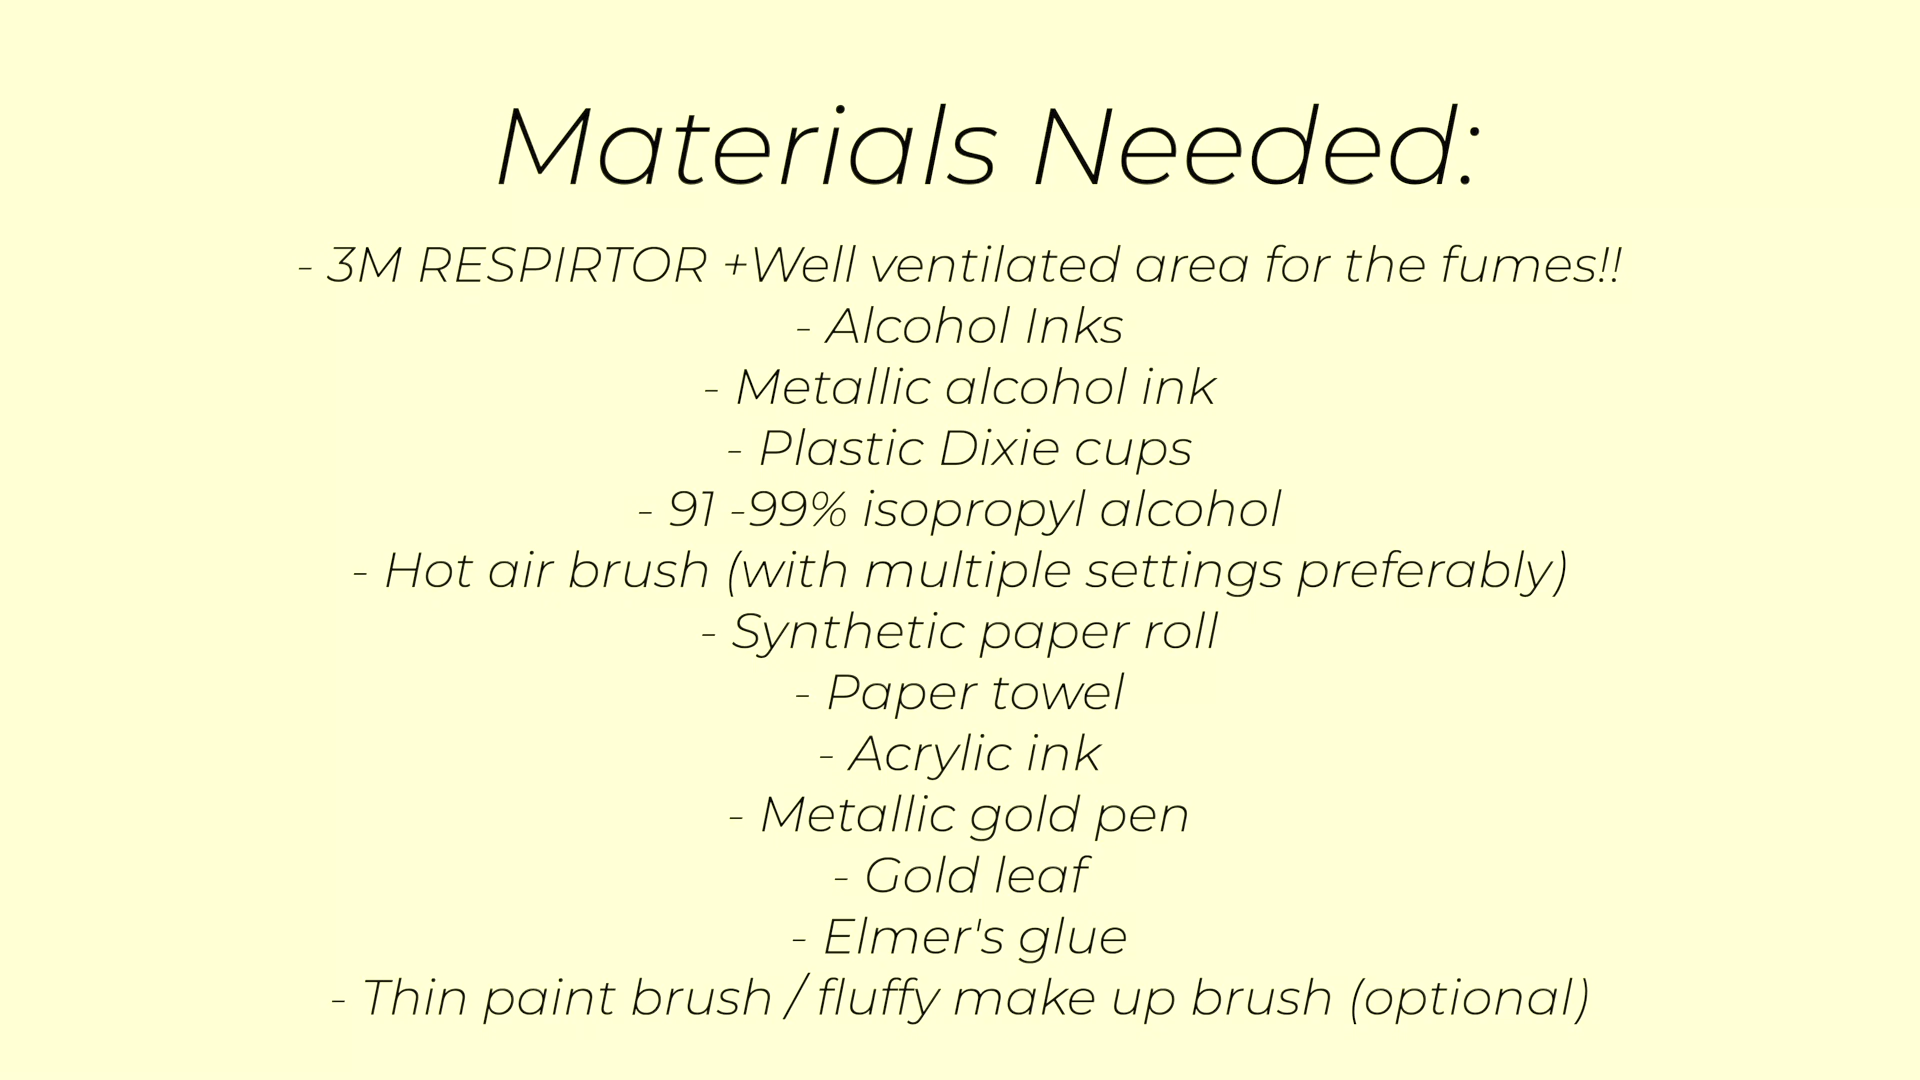 Materials Needed:
- 3M RESPIRTOR +Well ventilated area for the fumes!!
- Alcohol Inks
- Metallic alcohol ink
- Plastic Dixie cups
- 91 -99% isopropyl alcohol
- Hot air brush (with multiple settings preferably)
- Synthetic paper roll
- Paper towel
- Acrylic ink
- Metallic gold pen
- Gold leaf
- Elmer's glue
- Thin paint brush / fluffy make up brush (optional)